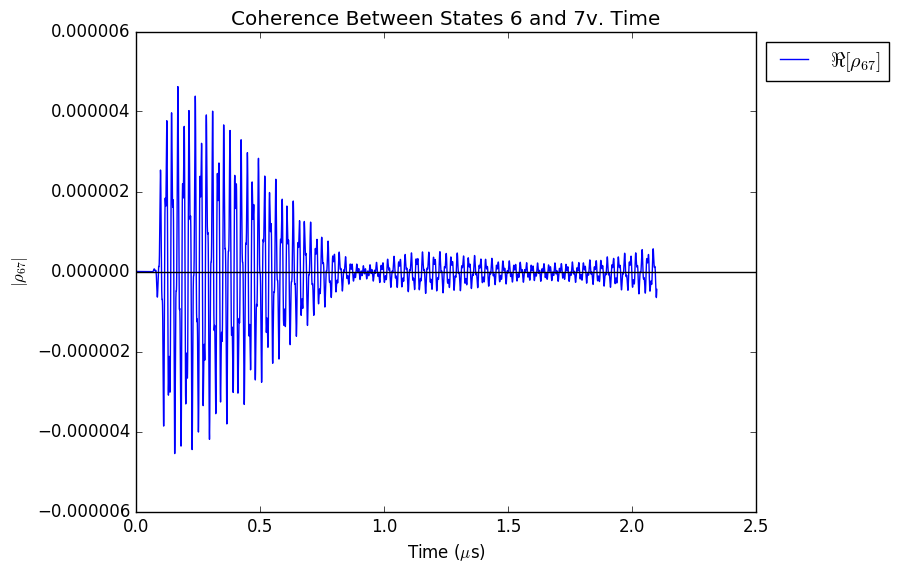 Coherence Between States 6 and 7v. Time
0.000006
0.000004
0.000002
0.000000
−0.000002
−0.000004
−0.000006
|ρ₆₇|
0.0 0.5 1.0 1.5 2.0 2.5
Time (μs)
ℜ[ρ₆₇]